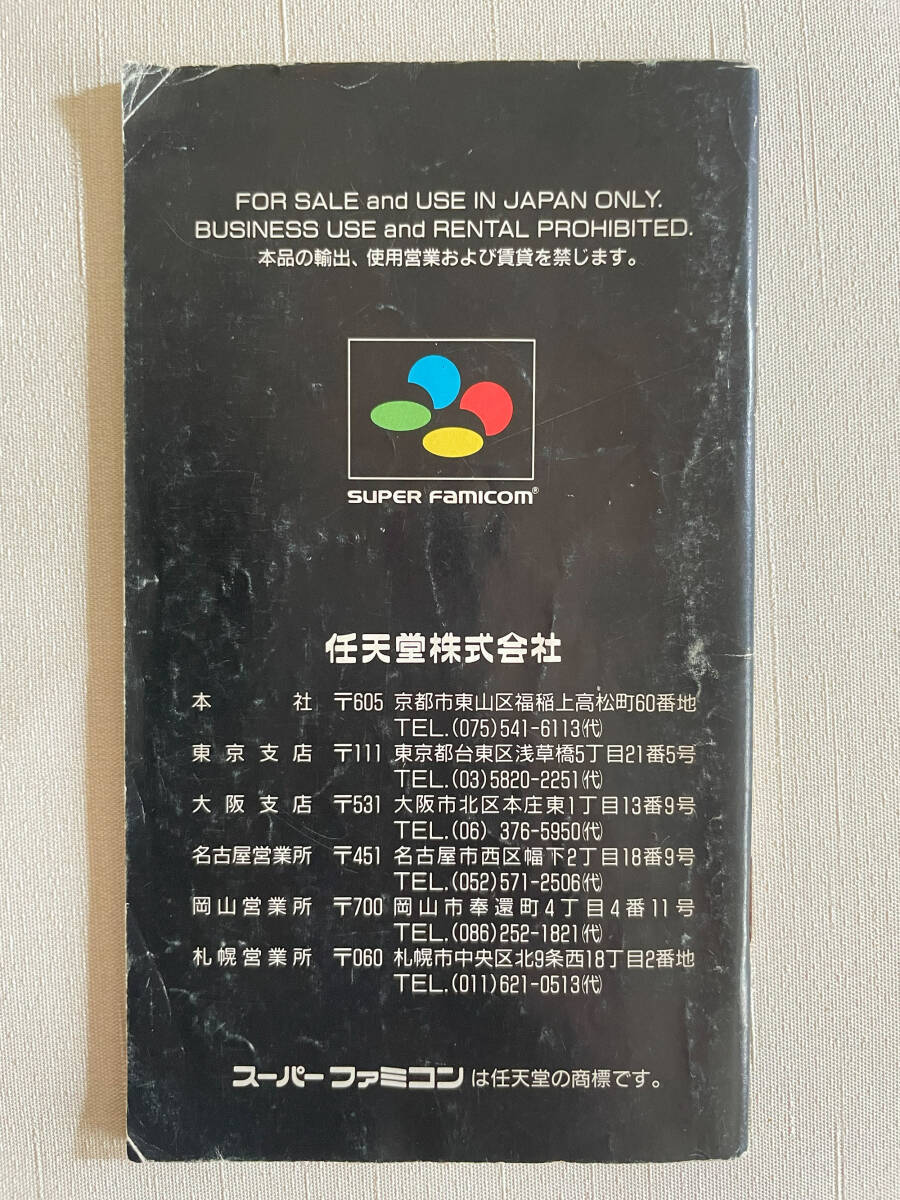 FOR SALE and USE IN JAPAN ONLY.
BUSINESS USE and RENTAL PROHIBITED.
本品の輸出、使用営業および賃貸を禁じます。
SUPER FAMICOM®
任天堂株式会社
本社 〒605 京都市東山区福稲上高松町60番地
TEL.(075)541-6113㈹
東京支店 〒111 東京都台東区浅草橋5丁目21番5号
TEL.(03)5820-2251㈹
大阪支店 〒531 大阪市北区本庄東1丁目13番9号
TEL.(06) 376-5950㈹
名古屋営業所 〒451 名古屋市西区幅下2丁目18番9号
TEL.(052)571-2506㈹
岡山営業所 〒700 岡山市奉還町4丁目4番11号
TEL.(086)252-1821㈹
札幌営業所 〒060 札幌市中央区北9条西18丁目2番地
TEL.(011)621-0513㈹
スーパーファミコンは任天堂の商標です。